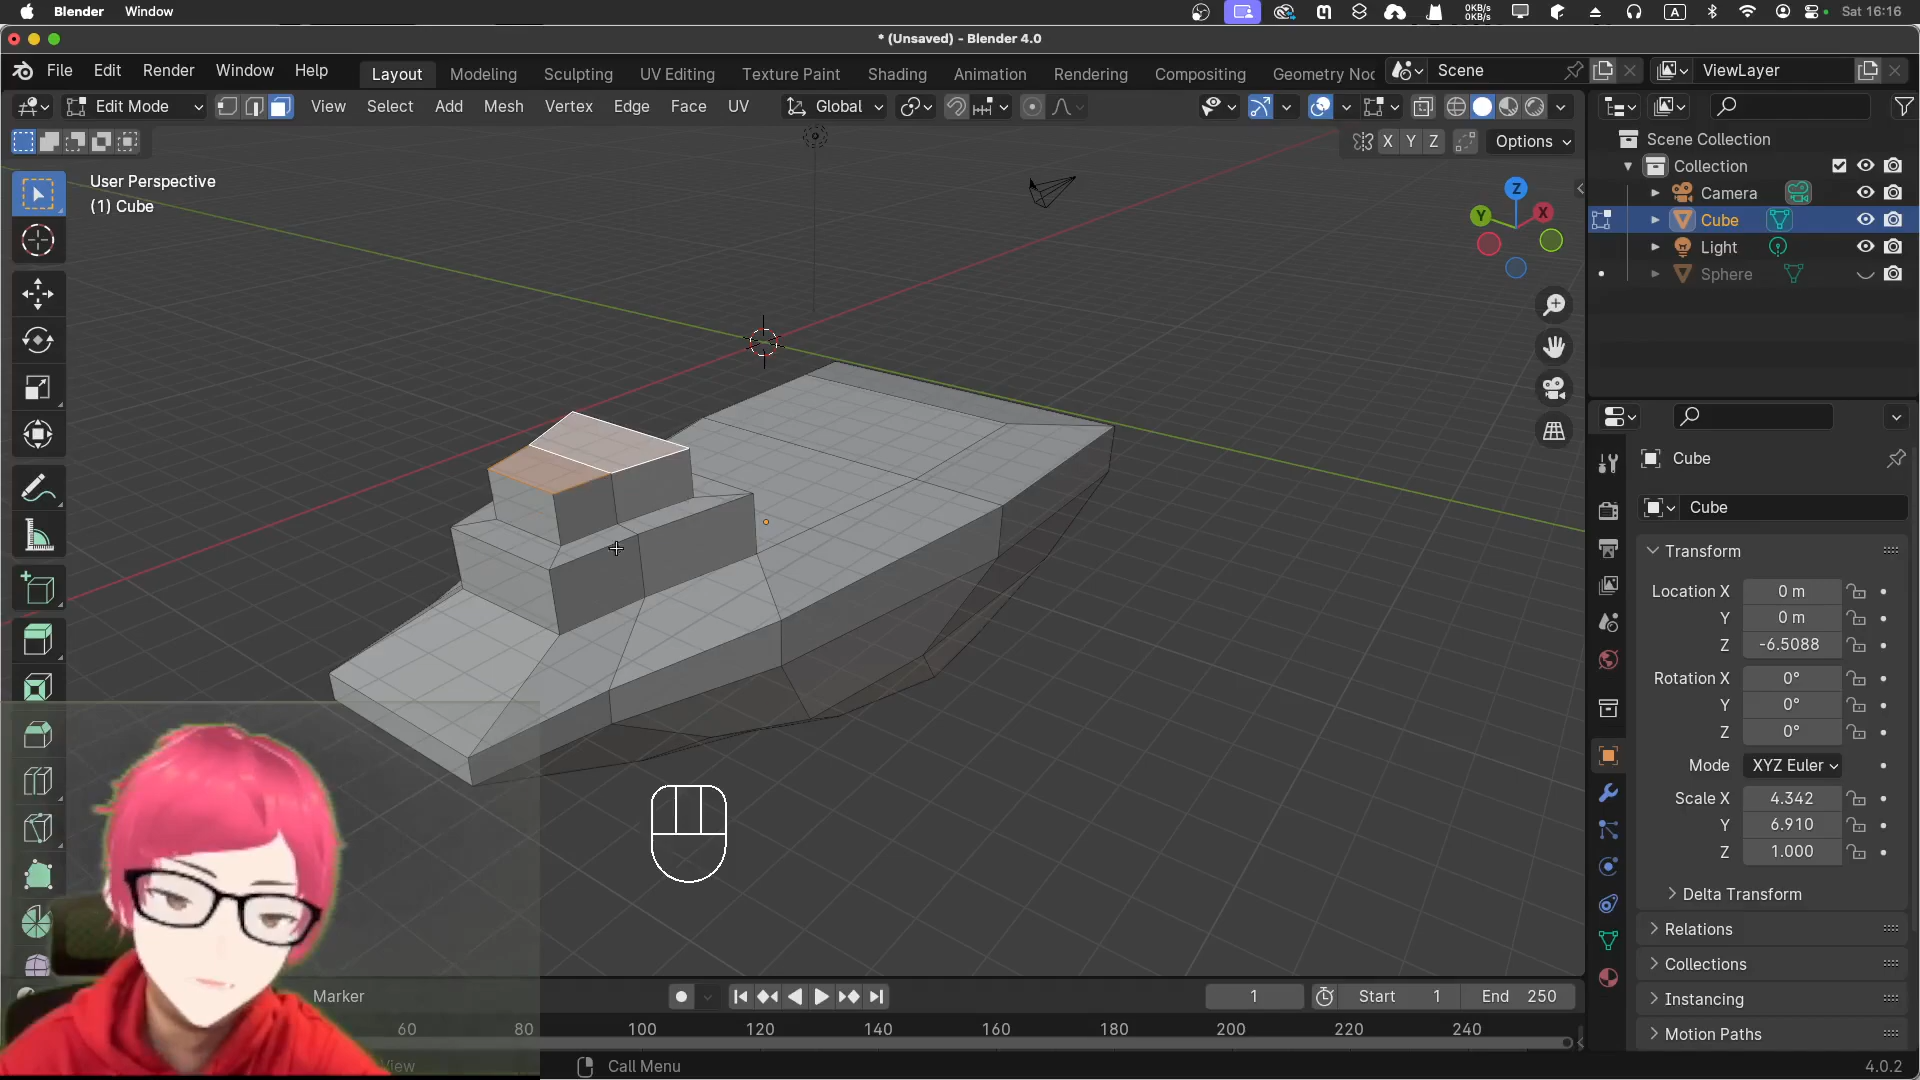 Blender Window
0KB/s
0KB/s
A
Sat 16:16
* (Unsaved) - Blender 4.0
File Edit Render Window Help
Layout Modeling Sculpting UV Editing Texture Paint Shading Animation Rendering Compositing Geometry Noc
Scene
ViewLayer
Edit Mode View Select Add Mesh Vertex Edge Face UV
Global
X Y Z Options
User Perspective
(1) Cube
Z
Y
X
Scene Collection
Collection
Camera
Cube
Light
Sphere
Cube
Cube
Transform
Location X 0 m
Y 0 m
Z -6.5088
Rotation X 0°
Y 0°
Z 0°
Mode XYZ Euler
Scale X 4.342
Y 6.910
Z 1.000
Delta Transform
Relations
Collections
Instancing
Motion Paths
Marker
1 Start 1 End 250
60 80 100 120 140 160 180 200 220 240
View
Call Menu
4.0.2